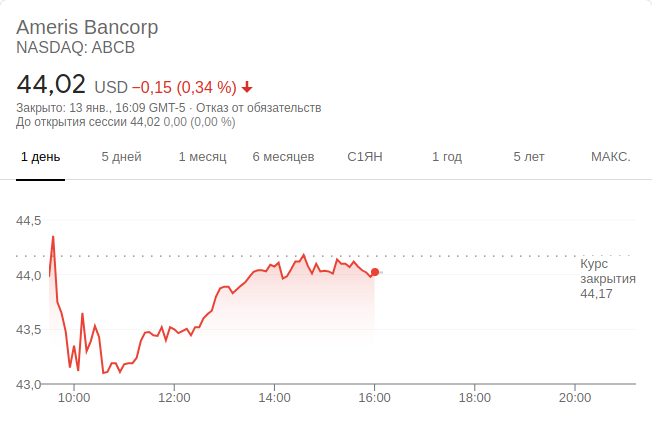 Ameris Bancorp
NASDAQ: ABCB
44,02 USD −0,15 (0,34 %)
Закрыто: 13 янв., 16:09 GMT-5 · Отказ от обязательств
До открытия сессии 44,02 0,00 (0,00 %)
1 день 5 дней 1 месяц 6 месяцев С1ЯН 1 год 5 лет МАКС.
44,5
Курс
закрытия
44,17
44,0
43,5
43,0
10:00 12:00 14:00 16:00 18:00 20:00